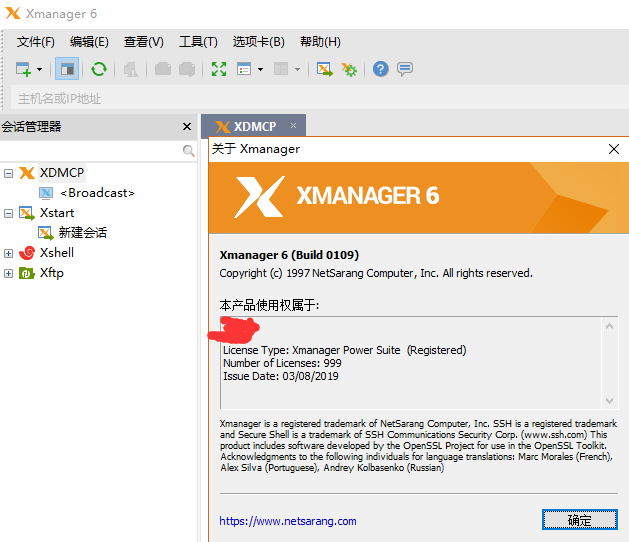 Xmanager 6
文件(F) 编辑(E) 查看(V) 工具(T) 选项卡(B) 帮助(H)
主机名或IP地址
会话管理器
XDMCP
<Broadcast>
Xstart
新建会话
Xshell
Xftp
XDMCP
关于 Xmanager
XMANAGER 6
Xmanager 6 (Build 0109)
Copyright (c) 1997 NetSarang Computer, Inc. All rights reserved.
本产品使用权属于:
License Type: Xmanager Power Suite (Registered)
Number of Licenses: 999
Issue Date: 03/08/2019
Xmanager is a registered trademark of NetSarang Computer, Inc. SSH is a registered trademark
and Secure Shell is a trademark of SSH Communications Security Corp. (www.ssh.com) This
product includes software developed by the OpenSSL Project for use in the OpenSSL Toolkit.
Acknowledgments to the following individuals for language translations: Marc Morales (French),
Alex Silva (Portuguese), Andrey Kolbasenko (Russian)
https://www.netsarang.com
确定